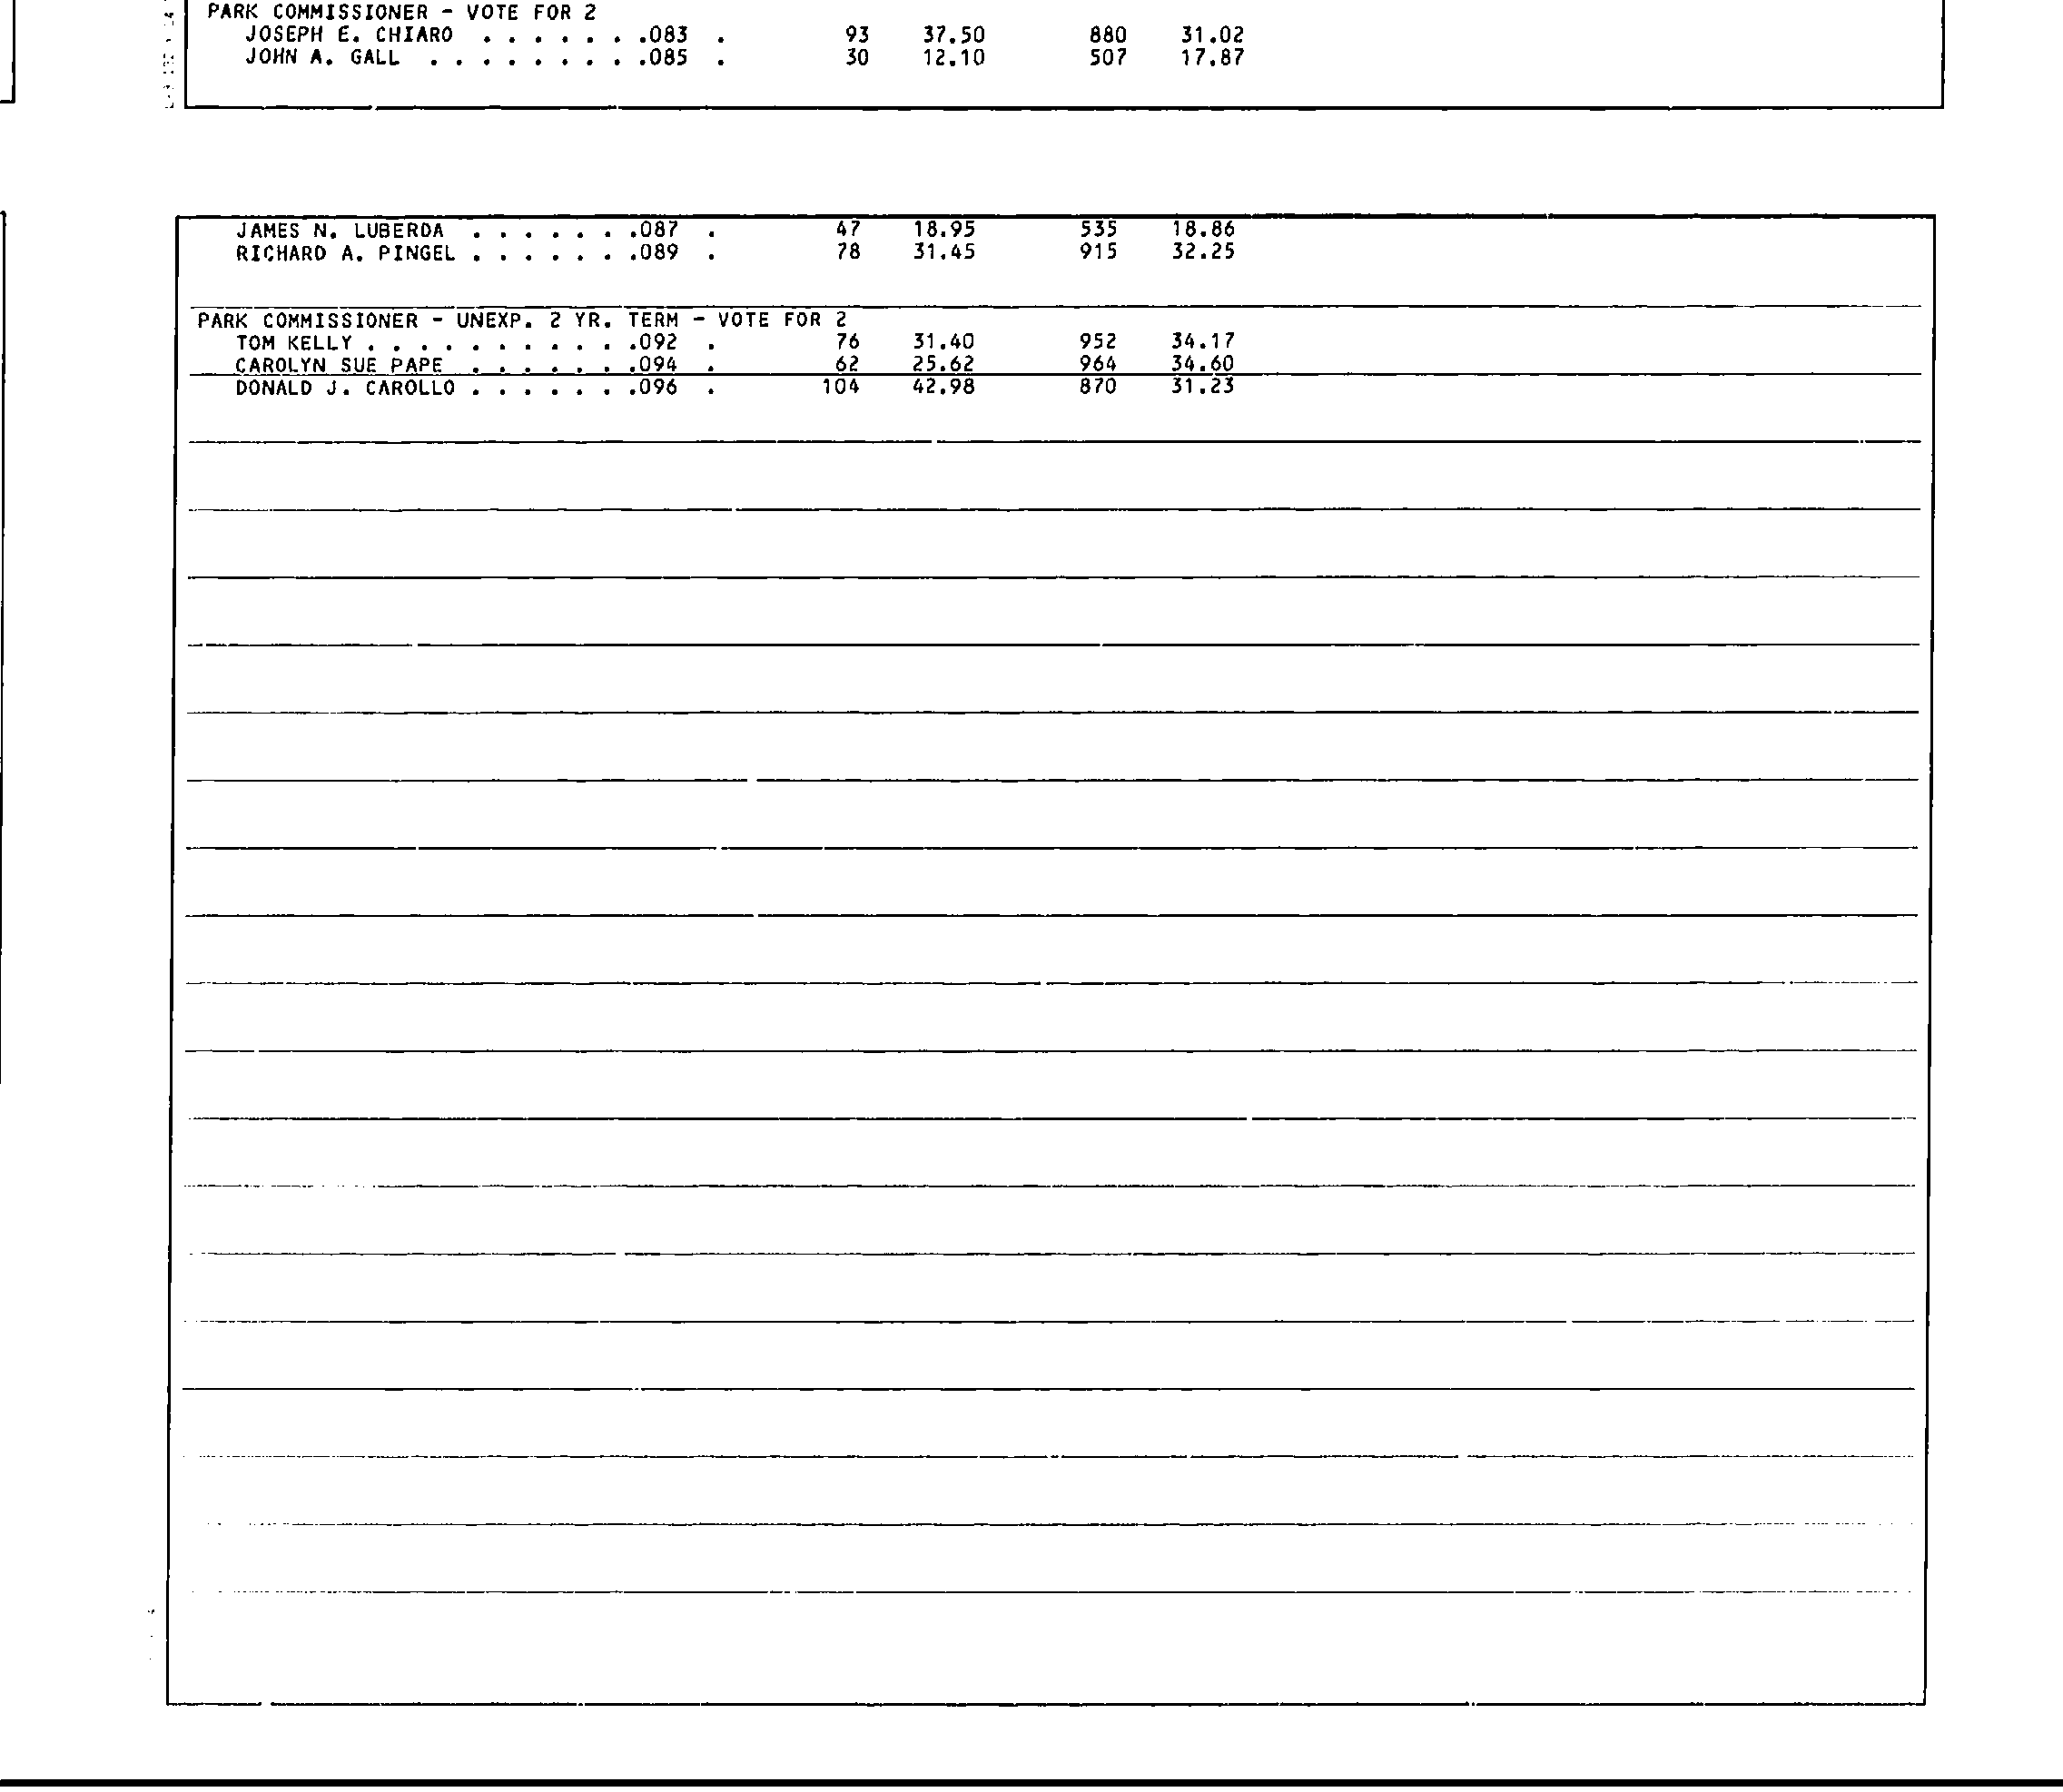 PARK COMMISSIONER - VOTE FOR 2
JOSEPH E. CHIARO . . . . . . .083 . 93 37.50 880 31.02
JOHN A. GALL . . . . . . . . .085 . 30 12.10 507 17.87
JAMES N. LUBERDA . . . . . . .087 . 47 18.95 535 18.86
RICHARD A. PINGEL . . . . . . .089 . 78 31.45 915 32.25
PARK COMMISSIONER - UNEXP. 2 YR. TERM - VOTE FOR 2
TOM KELLY . . . . . . . . . . .092 . 76 31.40 952 34.17
CAROLYN SUE PAPE . . . . . . .094 . 62 25.62 964 34.60
DONALD J. CAROLLO . . . . . . .096 . 104 42.98 870 31.23